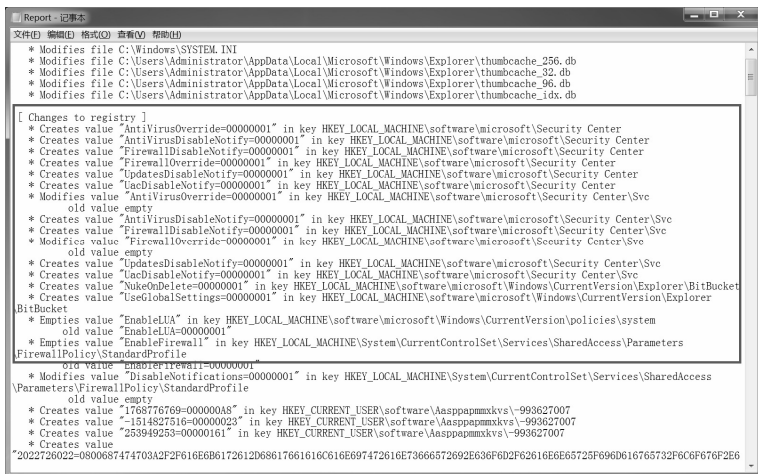 Report - 记事本
文件(F) 编辑(E) 格式(O) 查看(V) 帮助(H)
* Modifies file C:\Windows\SYSTEM.INI
* Modifies file C:\Users\Administrator\AppData\Local\Microsoft\Windows\Explorer\thumbcache_256.db
* Modifies file C:\Users\Administrator\AppData\Local\Microsoft\Windows\Explorer\thumbcache_32.db
* Modifies file C:\Users\Administrator\AppData\Local\Microsoft\Windows\Explorer\thumbcache_96.db
* Modifies file C:\Users\Administrator\AppData\Local\Microsoft\Windows\Explorer\thumbcache_idx.db
[ Changes to registry ]
* Creates value "AntiVirusOverride=00000001" in key HKEY_LOCAL_MACHINE\software\microsoft\Security Center
* Creates value "AntiVirusDisableNotify=00000001" in key HKEY_LOCAL_MACHINE\software\microsoft\Security Center
* Creates value "FirewallDisableNotify=00000001" in key HKEY_LOCAL_MACHINE\software\microsoft\Security Center
* Creates value "FirewallOverride=00000001" in key HKEY_LOCAL_MACHINE\software\microsoft\Security Center
* Creates value "UpdatesDisableNotify=00000001" in key HKEY_LOCAL_MACHINE\software\microsoft\Security Center
* Creates value "UacDisableNotify=00000001" in key HKEY_LOCAL_MACHINE\software\microsoft\Security Center
* Modifies value "AntiVirusOverride=00000001" in key HKEY_LOCAL_MACHINE\software\microsoft\Security Center\Svc
old value empty
* Creates value "AntiVirusDisableNotify=00000001" in key HKEY_LOCAL_MACHINE\software\microsoft\Security Center\Svc
* Creates value "FirewallDisableNotify=00000001" in key HKEY_LOCAL_MACHINE\software\microsoft\Security Center\Svc
* Modifies value "FirewallOverride=00000001" in key HKEY_LOCAL_MACHINE\software\microsoft\Security Center\Svc
old value empty
* Creates value "UpdatesDisableNotify=00000001" in key HKEY_LOCAL_MACHINE\software\microsoft\Security Center\Svc
* Creates value "UacDisableNotify=00000001" in key HKEY_LOCAL_MACHINE\software\microsoft\Security Center\Svc
* Creates value "NukeOnDelete=00000001" in key HKEY_LOCAL_MACHINE\software\microsoft\Windows\CurrentVersion\Explorer\BitBucket
* Creates value "UseGlobalSettings=00000001" in key HKEY_LOCAL_MACHINE\software\microsoft\Windows\CurrentVersion\Explorer
\BitBucket
* Empties value "EnableLUA" in key HKEY_LOCAL_MACHINE\software\microsoft\Windows\CurrentVersion\policies\system
old value "EnableLUA=00000001"
* Empties value "EnableFirewall" in key HKEY_LOCAL_MACHINE\System\CurrentControlSet\Services\SharedAccess\Parameters
\FirewallPolicy\StandardProfile
old value "EnableFirewall=00000001"
* Modifies value "DisableNotifications=00000001" in key HKEY_LOCAL_MACHINE\System\CurrentControlSet\Services\SharedAccess
\Parameters\FirewallPolicy\StandardProfile
old value empty
* Creates value "1768776769=000000A8" in key HKEY_CURRENT_USER\software\Aasppapmmxkvs\-993627007
* Creates value "-1514827516=00000023" in key HKEY_CURRENT_USER\software\Aasppapmmxkvs\-993627007
* Creates value "253949253=00000161" in key HKEY_CURRENT_USER\software\Aasppapmmxkvs\-993627007
* Creates value